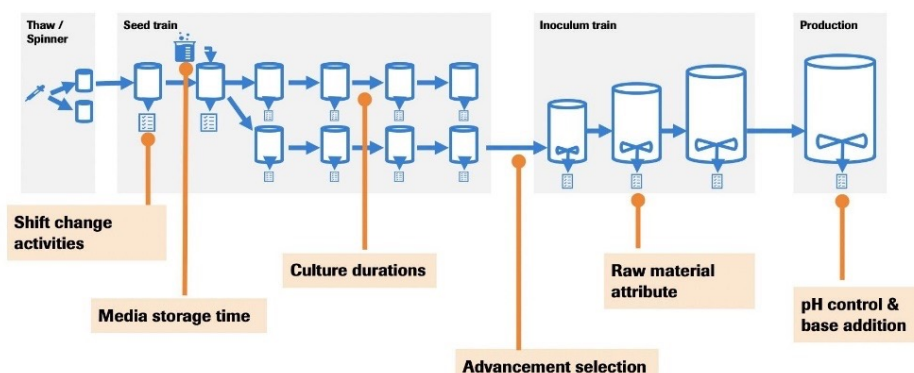 Thaw /
Spinner
Seed train
Inoculum train
Production
Shift change
activities
Media storage time
Culture durations
Advancement selection
Raw material
attribute
pH control &
base addition